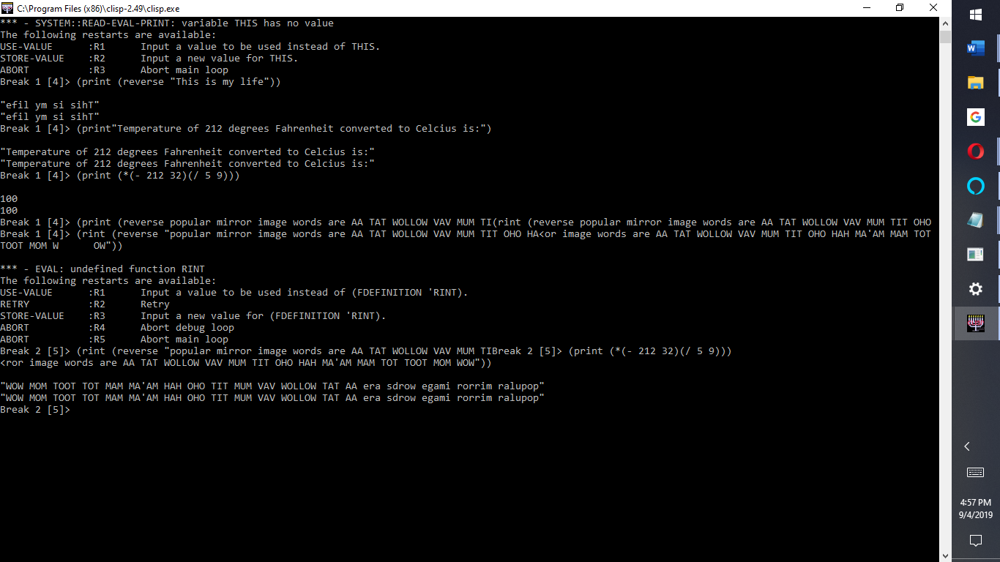 C:\Program Files (x86)\clisp-2.49\clisp.exe
*** - SYSTEM::READ-EVAL-PRINT: variable THIS has no value
The following restarts are available:
USE-VALUE      :R1      Input a value to be used instead of THIS.
STORE-VALUE    :R2      Input a new value for THIS.
ABORT          :R3      Abort main loop
Break 1 [4]> (print (reverse "This is my life"))
"efil ym si sihT"
"efil ym si sihT"
Break 1 [4]> (print"Temperature of 212 degrees Fahrenheit converted to Celcius is:")
"Temperature of 212 degrees Fahrenheit converted to Celcius is:"
"Temperature of 212 degrees Fahrenheit converted to Celcius is:"
Break 1 [4]> (print (*(- 212 32)(/ 5 9)))
100
100
Break 1 [4]> (print (reverse popular mirror image words are AA TAT WOLLOW VAV MUM TI(rint (reverse popular mirror image words are AA TAT WOLLOW VAV MUM TIT OHO
Break 1 [4]> (rint (reverse "popular mirror image words are AA TAT WOLLOW VAV MUM TIT OHO HA<or image words are AA TAT WOLLOW VAV MUM TIT OHO HAH MA'AM MAM TOT
TOOT MOM W      OW"))
*** - EVAL: undefined function RINT
The following restarts are available:
USE-VALUE      :R1      Input a value to be used instead of (FDEFINITION 'RINT).
RETRY          :R2      Retry
STORE-VALUE    :R3      Input a new value for (FDEFINITION 'RINT).
ABORT          :R4      Abort debug loop
ABORT          :R5      Abort main loop
Break 2 [5]> (rint (reverse "popular mirror image words are AA TAT WOLLOW VAV MUM TIBreak 2 [5]> (print (*(- 212 32)(/ 5 9)))
<ror image words are AA TAT WOLLOW VAV MUM TIT OHO HAH MA'AM MAM TOT TOOT MOM WOW"))
"WOW MOM TOOT TOT MAM MA'AM HAH OHO TIT MUM VAV WOLLOW TAT AA era sdrow egami rorrim ralupop"
"WOW MOM TOOT TOT MAM MA'AM HAH OHO TIT MUM VAV WOLLOW TAT AA era sdrow egami rorrim ralupop"
Break 2 [5]>
W
G
4:57 PM
9/4/2019